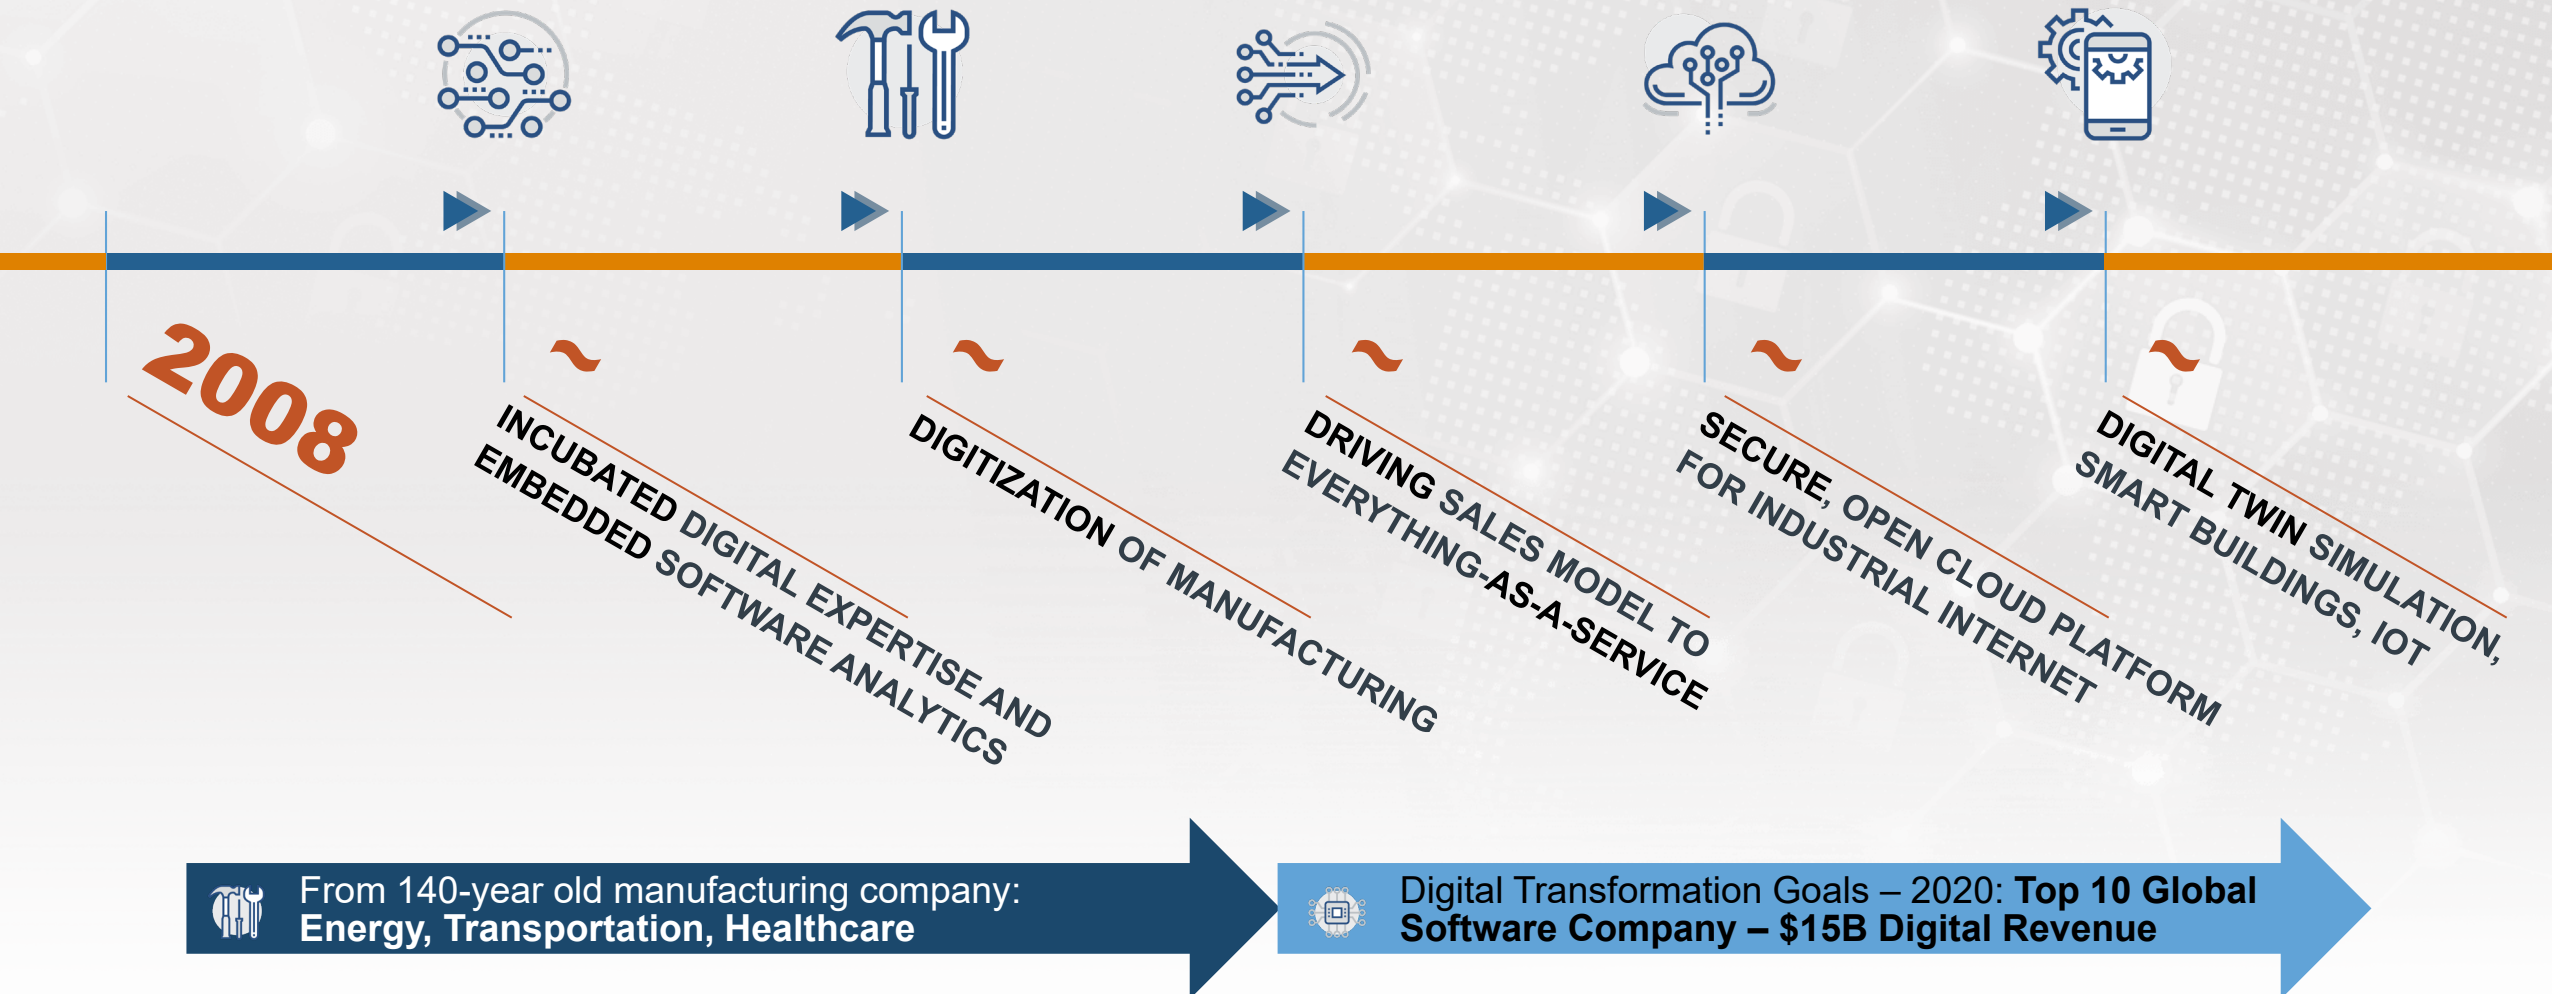 2008
~
INCUBATED DIGITAL EXPERTISE AND
EMBEDDED SOFTWARE ANALYTICS
~
DIGITIZATION OF MANUFACTURING
~
DRIVING SALES MODEL TO
EVERYTHING-AS-A-SERVICE
~
SECURE, OPEN CLOUD PLATFORM
FOR INDUSTRIAL INTERNET
~
DIGITAL TWIN SIMULATION,
SMART BUILDINGS, IOT
From 140-year old manufacturing company:
Energy, Transportation, Healthcare
Digital Transformation Goals – 2020: Top 10 Global
Software Company – $15B Digital Revenue